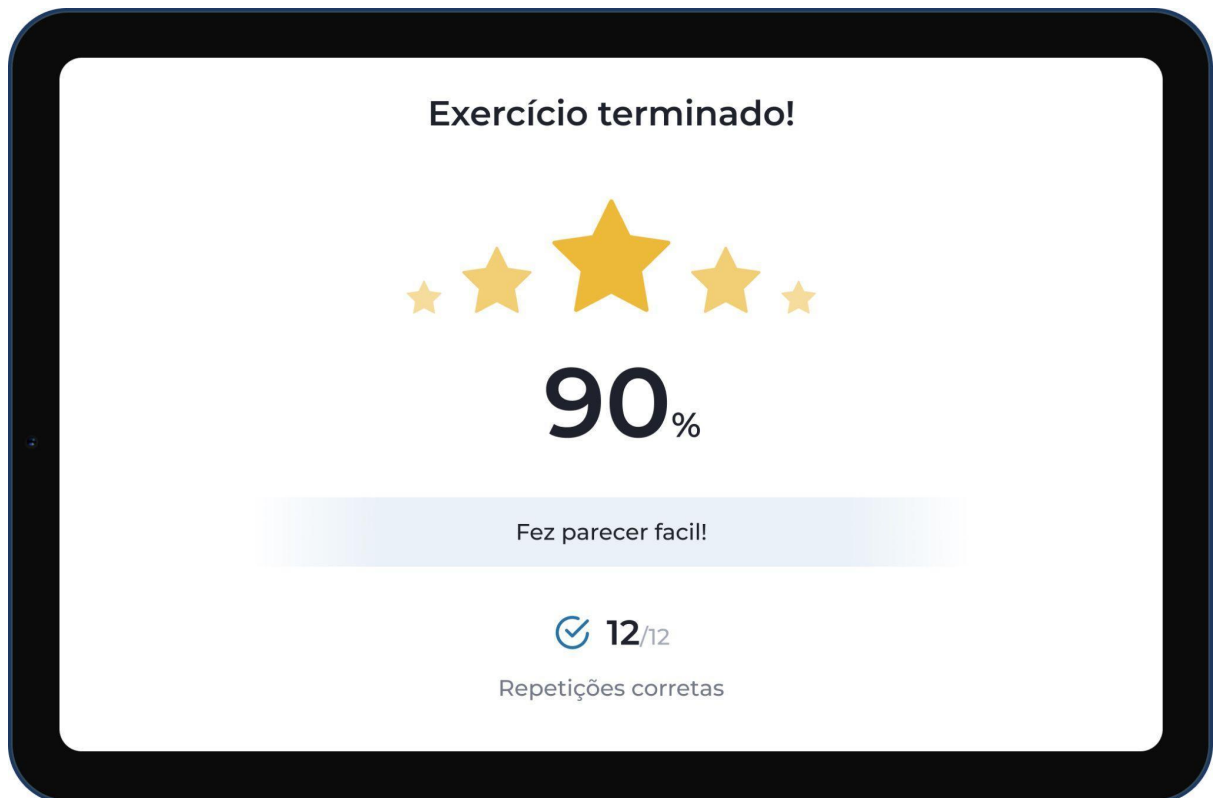 Exercício terminado!
90%
Fez parecer facil!
12/12
Repetições corretas